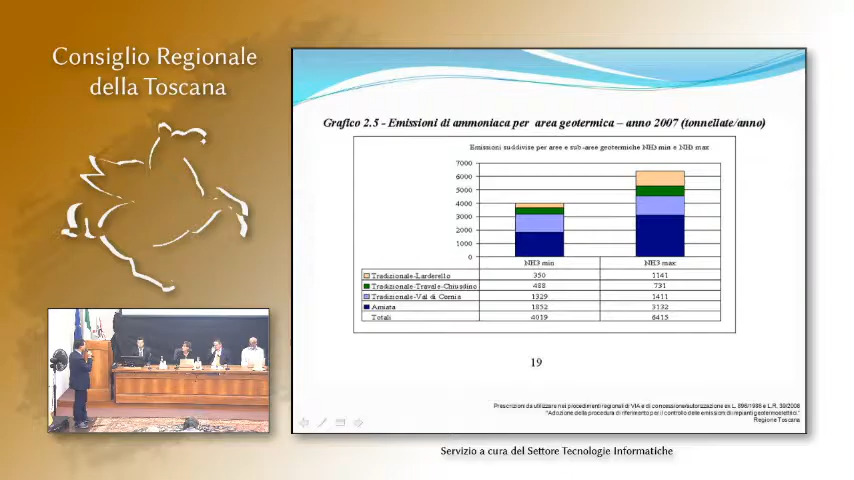 Consiglio Regionale
della Toscana
Grafico 2.5 - Emissioni di ammoniaca per area geotermica – anno 2007 (tonnellate/anno)
Emissioni suddivise per aree e sub-aree geotermiche NH3 min e NH3 max
7000
6000
5000
4000
3000
2000
1000
0
NH3 min NH3 max
Tradizionale-Larderello 350 1141
Tradizionale-Travale-Chiusdino 488 731
Tradizionale-Val di Cornia 1329 1411
Amiata 1852 3132
Totali 4019 6415
19
Prescrizioni da utilizzare nei procedimenti regionali di VIA e di concessione/autorizzazione ex L. 896/1986 e L.R. 39/2005
"Adozione della procedura di riferimento per il controllo delle emissioni di impianti geotermoelettrici."
Regione Toscana
Servizio a cura del Settore Tecnologie Informatiche